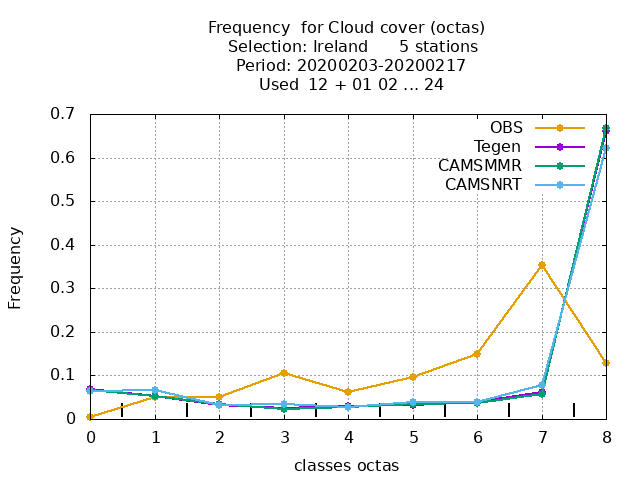 Frequency  for Cloud cover (octas)
Selection: Ireland      5 stations
Period: 20200203-20200217
Used  12 + 01 02 ... 24
OBS
Tegen
CAMSMMR
CAMSNRT
0.7
0.6
0.5
0.4
0.3
0.2
0.1
0
Frequency
0 1 2 3 4 5 6 7 8
classes octas